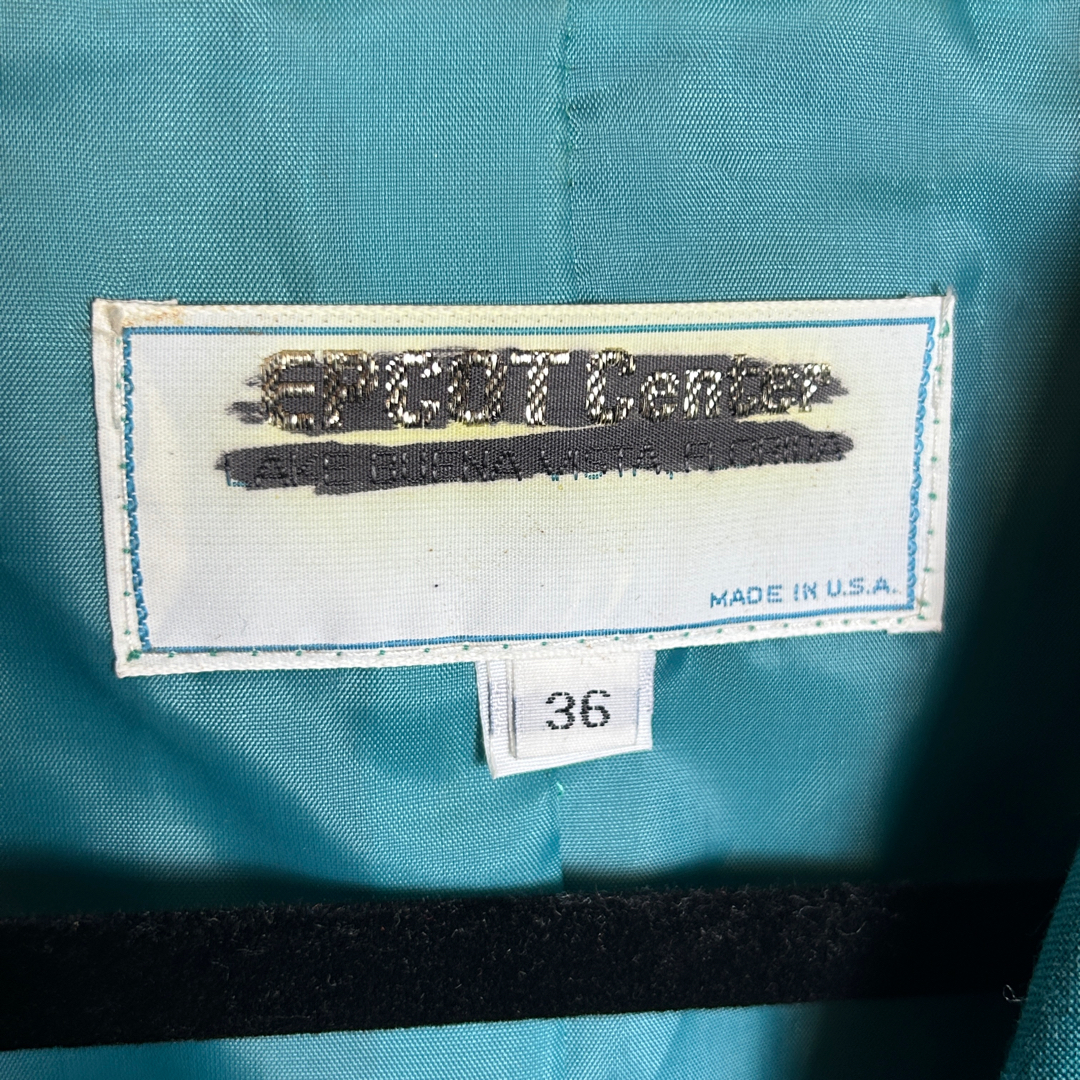 EPCOT Center
LAKE BUENA VISTA, FLORIDA
MADE IN U.S.A.
36